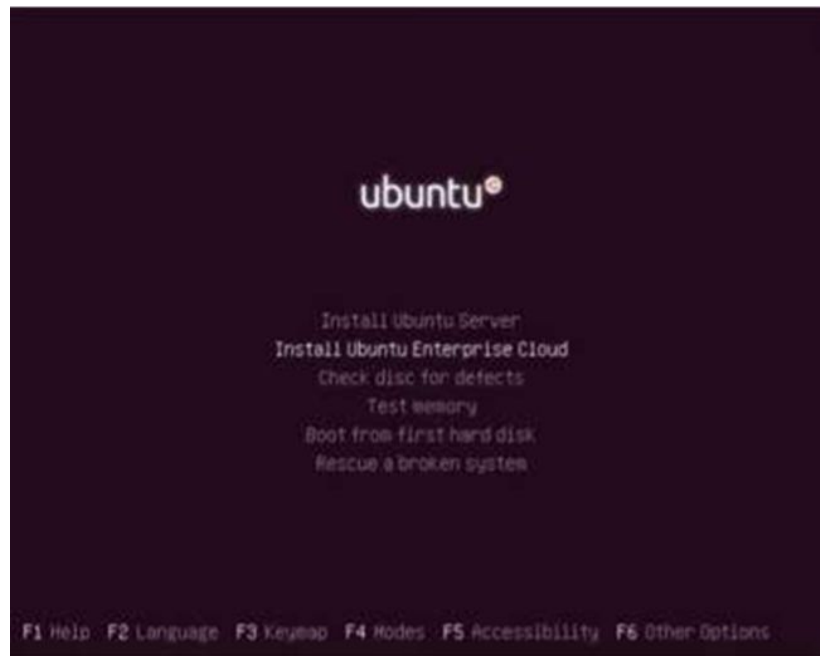 ubuntu
Install Ubuntu Server
Install Ubuntu Enterprise Cloud
Check disc for defects
Test memory
Boot from first hard disk
Rescue a broken system
F1 Help F2 Language F3 Keymap F4 Modes F5 Accessibility F6 Other Options